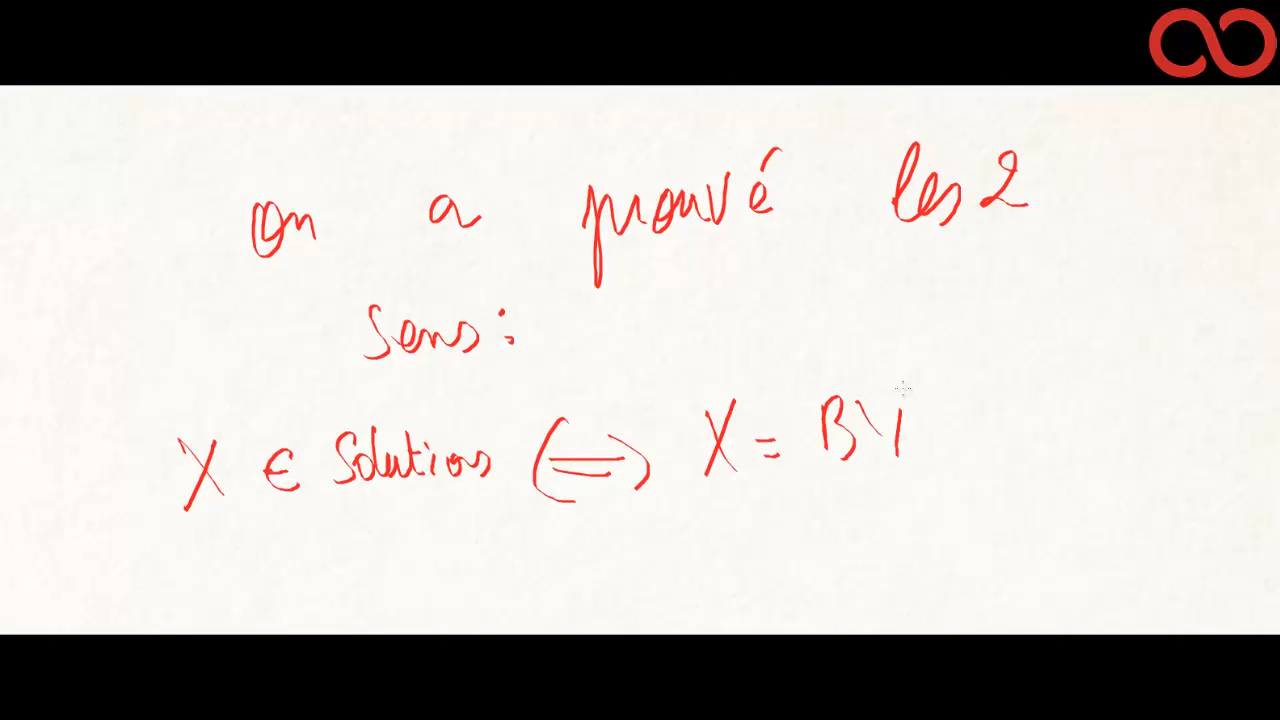 on a prouvé les 2
sens :
X ∈ Solutions ⟺ X = BY